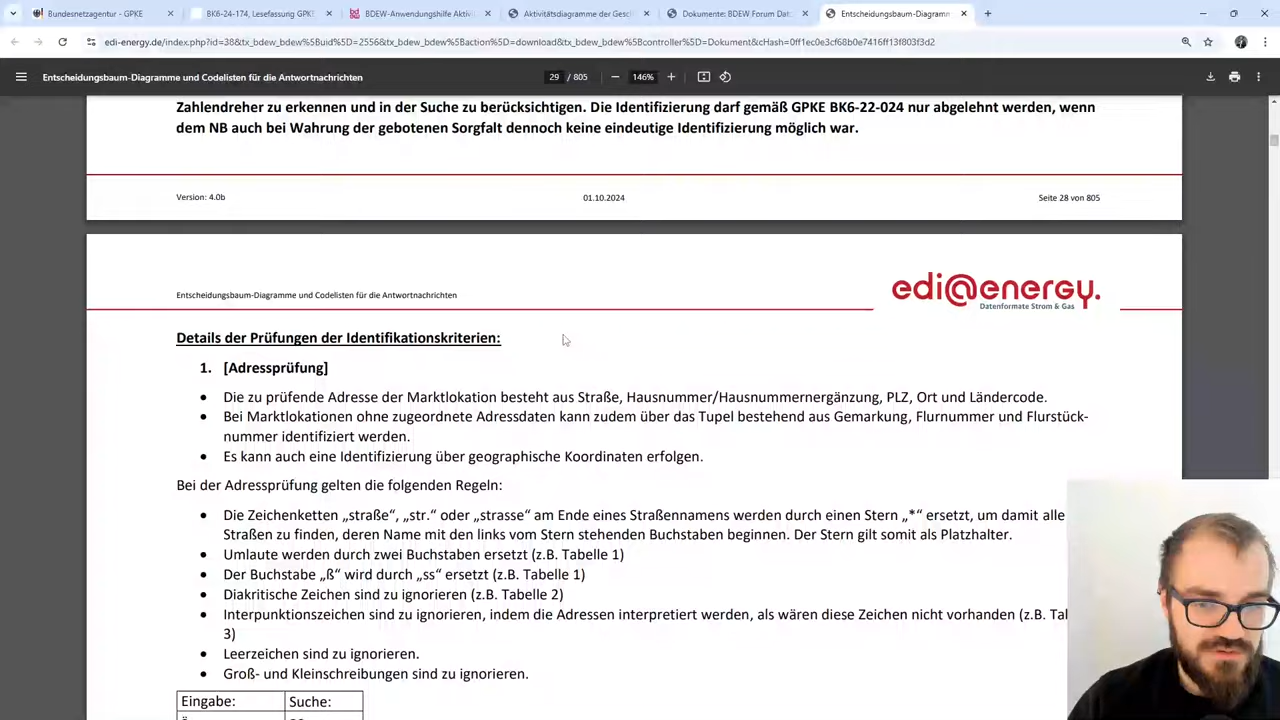 Bundesnetzagentur - GPKE
BK6-24-174, Lesefassung GPKE
BDEW-Anwendungshilfe Aktivi
Aktivitätsdiagramme der Gesch
Dokumente: BDEW Forum Dat
Entscheidungsbaum-Diagramm
edi-energy.de/index.php?id=38&tx_bdew_bdew%5Buid%5D=2556&tx_bdew_bdew%5Baction%5D=download&tx_bdew_bdew%5Bcontroller%5D=Dokument&cHash=0ff1ec0e3cf68b0e7416ff13f803f3d2
Entscheidungsbaum-Diagramme und Codelisten für die Antwortnachrichten
29 / 805
146%
Zahlendreher zu erkennen und in der Suche zu berücksichtigen. Die Identifizierung darf gemäß GPKE BK6-22-024 nur abgelehnt werden, wenn
dem NB auch bei Wahrung der gebotenen Sorgfalt dennoch keine eindeutige Identifizierung möglich war.
Version: 4.0b
01.10.2024
Seite 28 von 805
edi@energy.
Datenformate Strom & Gas
Entscheidungsbaum-Diagramme und Codelisten für die Antwortnachrichten
Details der Prüfungen der Identifikationskriterien:
1. [Adressprüfung]
• Die zu prüfende Adresse der Marktlokation besteht aus Straße, Hausnummer/Hausnummernergänzung, PLZ, Ort und Ländercode.
• Bei Marktlokationen ohne zugeordnete Adressdaten kann zudem über das Tupel bestehend aus Gemarkung, Flurnummer und Flurstück-
nummer identifiziert werden.
• Es kann auch eine Identifizierung über geographische Koordinaten erfolgen.
Bei der Adressprüfung gelten die folgenden Regeln:
• Die Zeichenketten „straße“, „str.“ oder „strasse“ am Ende eines Straßennamens werden durch einen Stern „*“ ersetzt, um damit alle
Straßen zu finden, deren Name mit den links vom Stern stehenden Buchstaben beginnen. Der Stern gilt somit als Platzhalter.
• Umlaute werden durch zwei Buchstaben ersetzt (z.B. Tabelle 1)
• Der Buchstabe „ß“ wird durch „ss“ ersetzt (z.B. Tabelle 1)
• Diakritische Zeichen sind zu ignorieren (z.B. Tabelle 2)
• Interpunktionszeichen sind zu ignorieren, indem die Adressen interpretiert werden, als wären diese Zeichen nicht vorhanden (z.B. Tal
3)
• Leerzeichen sind zu ignorieren.
• Groß- und Kleinschreibungen sind zu ignorieren.
Eingabe: Suche: